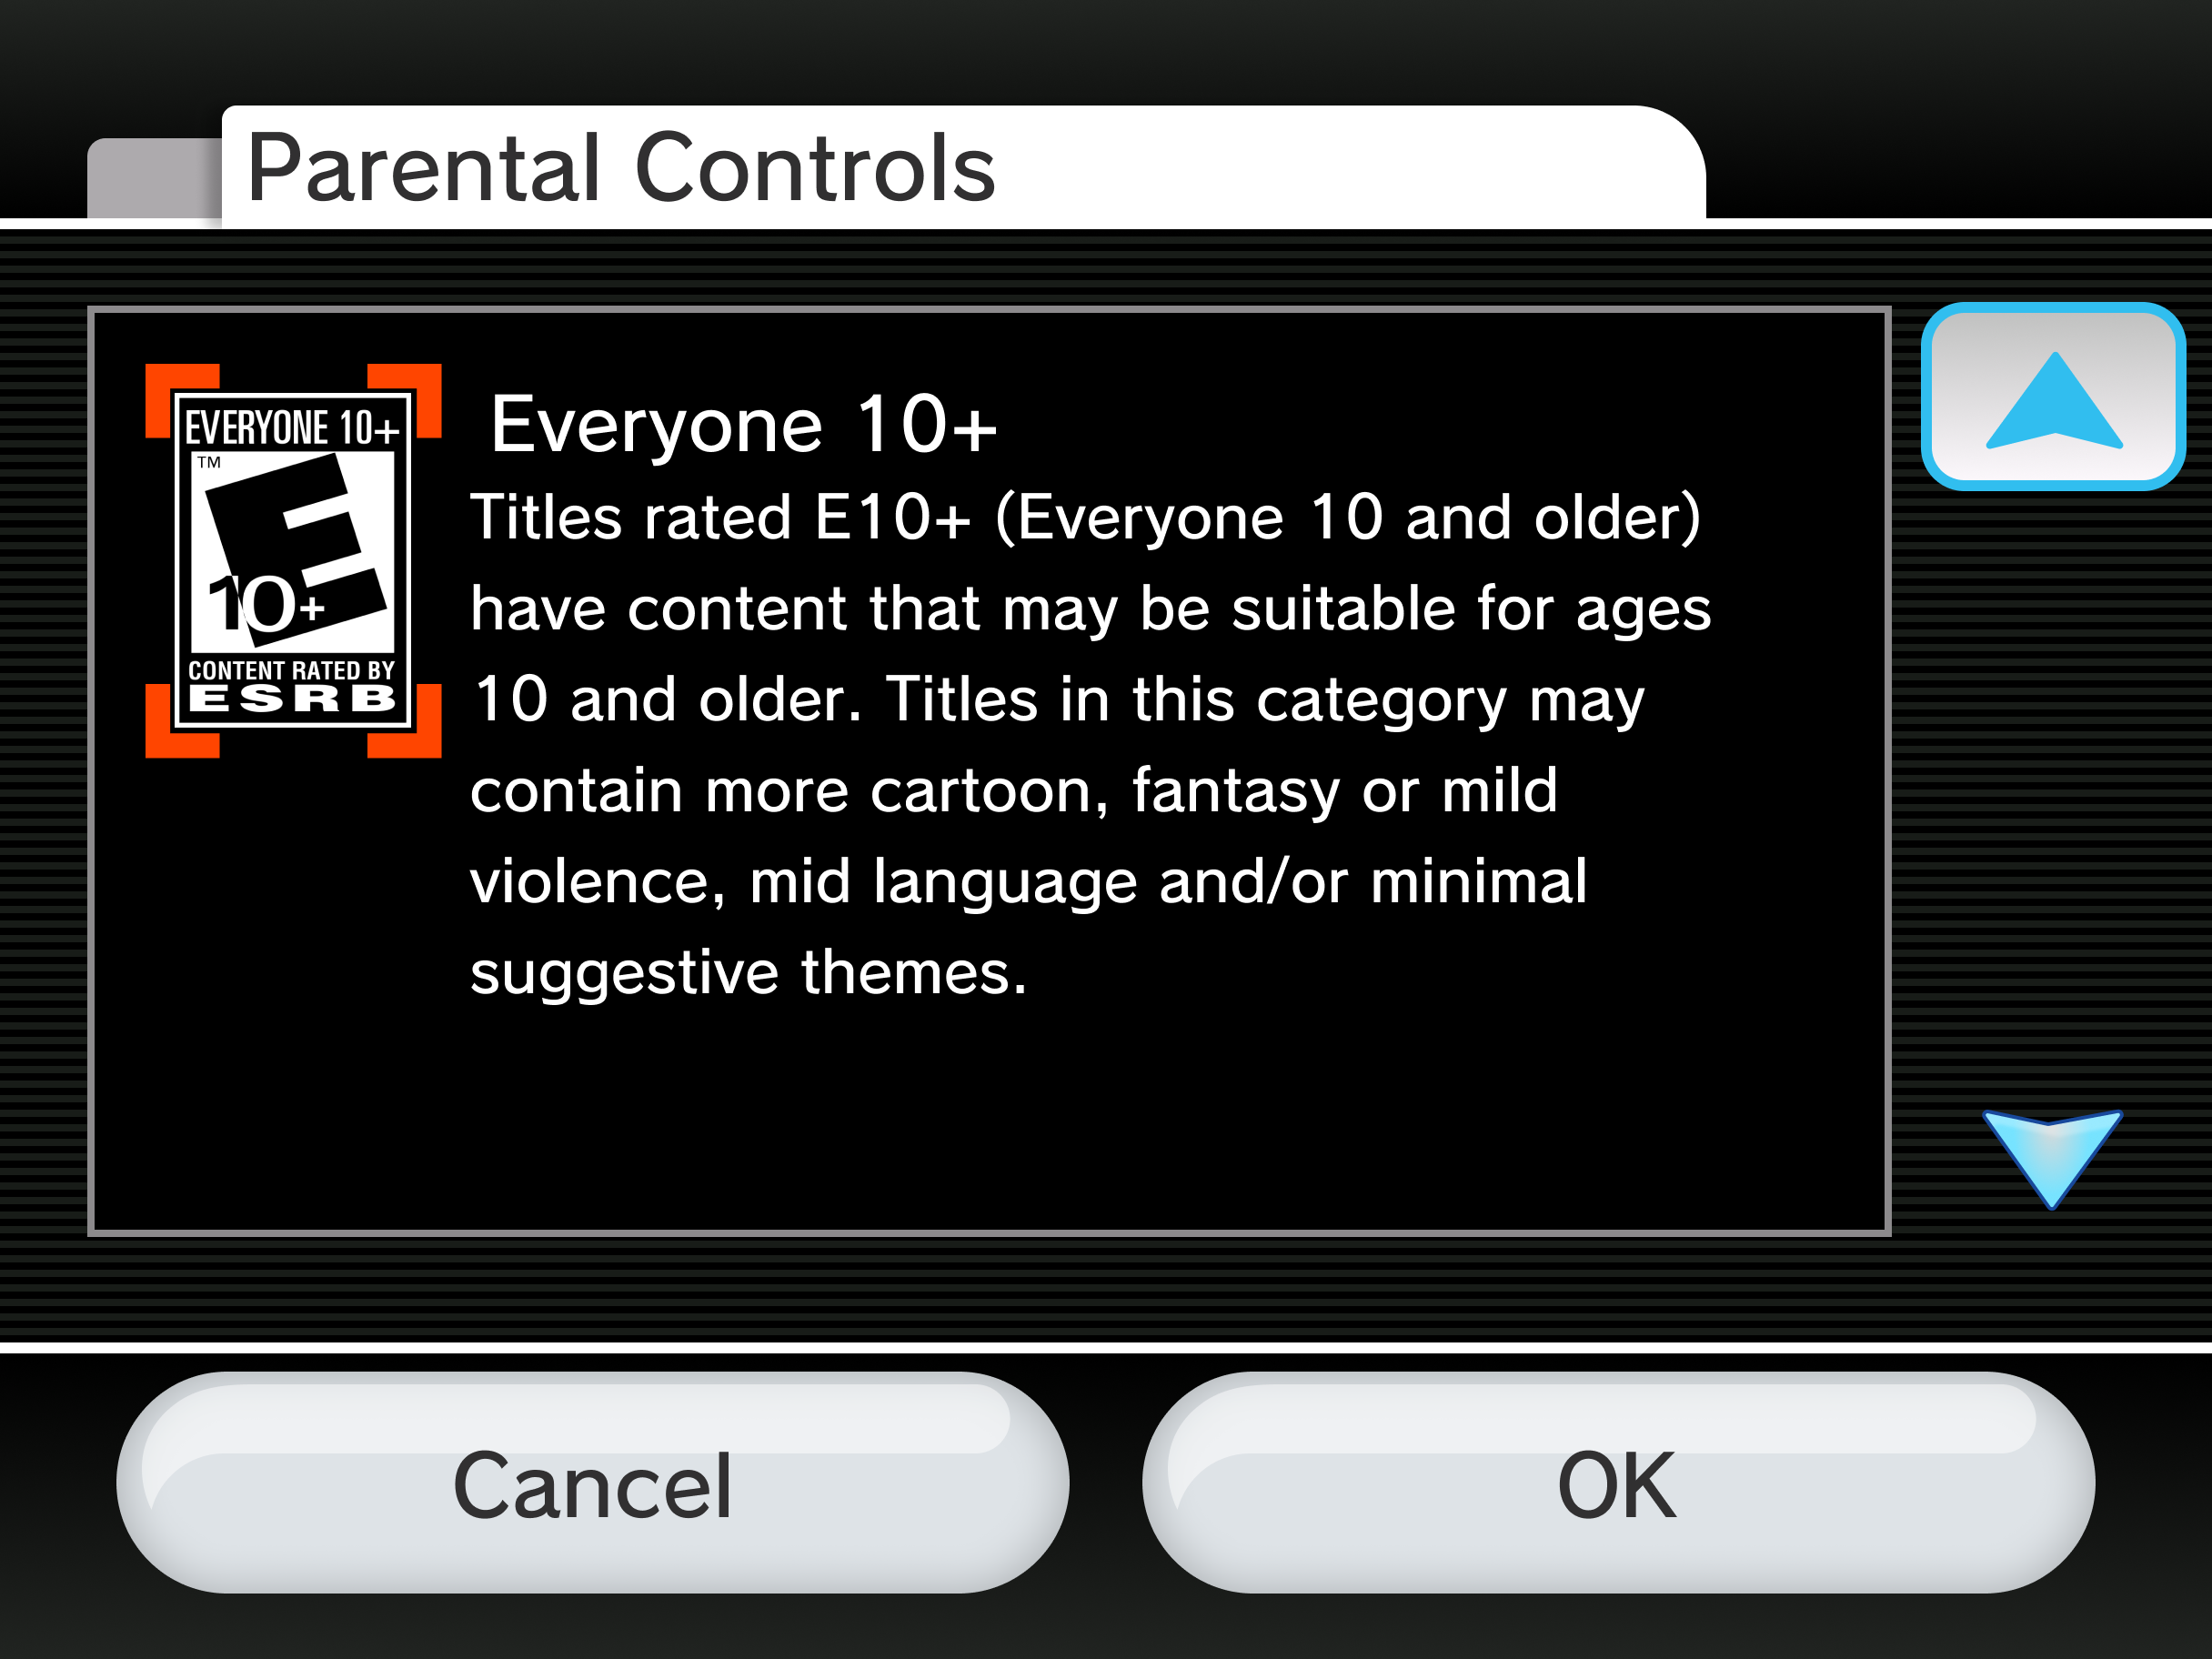 Parental Controls
EVERYONE 10+
TM
E
10+
CONTENT RATED BY
ESRB
Everyone 10+
Titles rated E10+ (Everyone 10 and older)
have content that may be suitable for ages
10 and older. Titles in this category may
contain more cartoon, fantasy or mild
violence, mid language and/or minimal
suggestive themes.
Cancel
OK